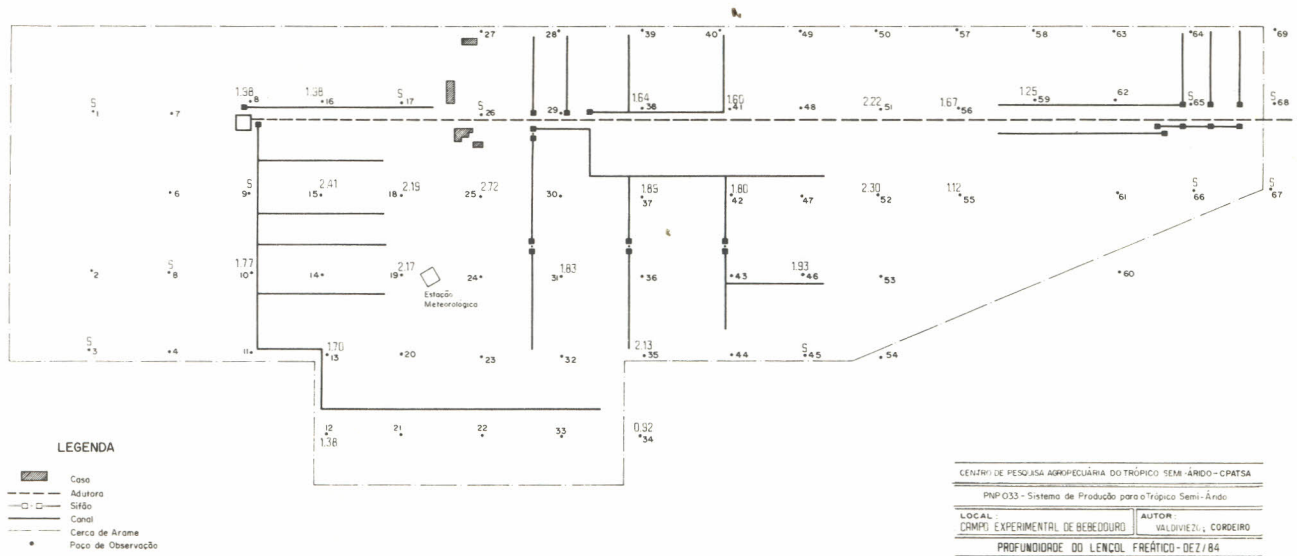 27 28 39 40 49 50 57 58 63 64 69
1.38 1.38 S S 1.64 1.60 2.22 1.67 1.25 S S
1 7 8 16 17 26 29 38 41 48 51 56 59 62 65 68
S
S 2.41 2.19 2.72 1.85 1.80 2.30 1.12 S S
6 9 15 18 25 30 37 42 47 52 55 61 66 67
S 1.77 2.17 1.83 1.93
2 8 10 14 19 24 31 36 43 46 53 60
Estação
Meteorologica
S 1.70 2.13 S
3 4 11 13 20 23 32 35 44 45 54
12 21 22 33 0.92
1.38 34
LEGENDA
Casa
Adutora
Sifão
Canal
Cerca de Arame
Poço de Observação
CENTRO DE PESQUISA AGROPECUÁRIA DO TRÓPICO SEMI-ÁRIDO - CPATSA
PNP 033 - Sistema de Produção para o Trópico Semi-Árido
LOCAL:
CAMPO EXPERIMENTAL DE BEBEDOURO
AUTOR:
VALDIVIEZO; CORDEIRO
PROFUNDIDADE DO LENÇOL FREÁTICO - DEZ/84